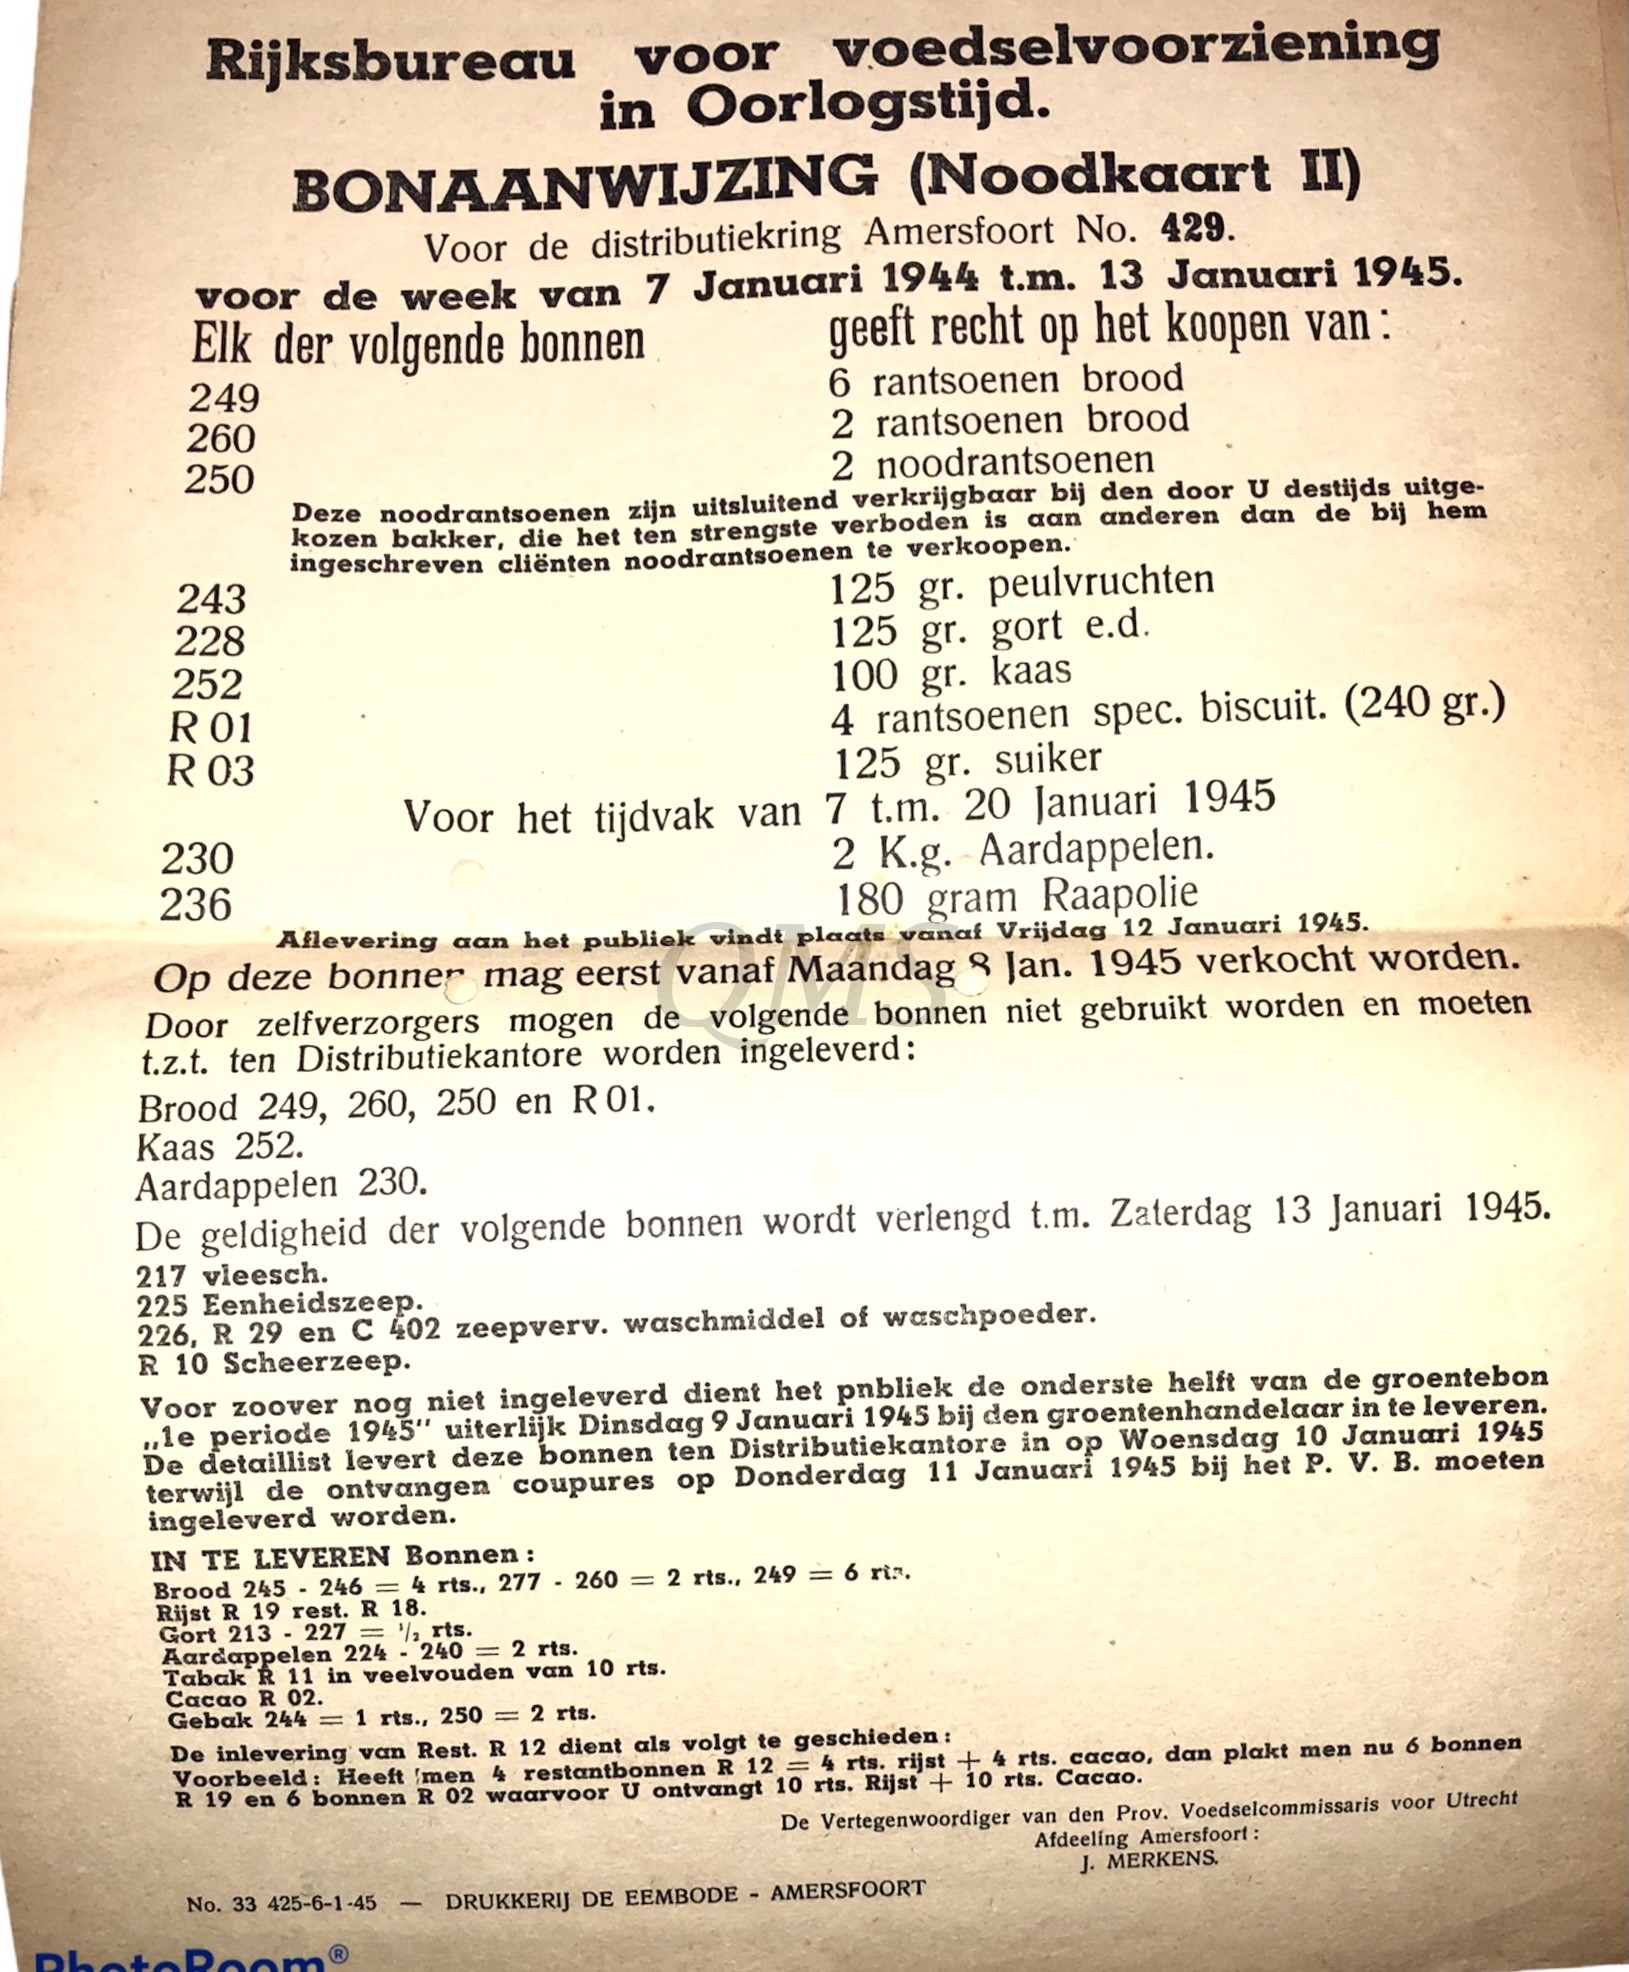 Rijksbureau voor voedselvoorziening
in Oorlogstijd.
BONAANWIJZING (Noodkaart II)
Voor de distributiekring Amersfoort No. 429.
voor de week van 7 Januari 1944 t.m. 13 Januari 1945.
Elk der volgende bonnen geeft recht op het koopen van :
249 6 rantsoenen brood
260 2 rantsoenen brood
250 2 noodrantsoenen
Deze noodrantsoenen zijn uitsluitend verkrijgbaar bij den door U destijds uitge-
kozen bakker, die het ten strengste verboden is aan anderen dan de bij hem
ingeschreven cliënten noodrantsoenen te verkoopen.
243 125 gr. peulvruchten
228 125 gr. gort e.d.
252 100 gr. kaas
R 01 4 rantsoenen spec. biscuit. (240 gr.)
R 03 125 gr. suiker
Voor het tijdvak van 7 t.m. 20 Januari 1945
230 2 K.g. Aardappelen.
236 180 gram Raapolie
Aflevering aan het publiek vindt plaats vanaf Vrijdag 12 Januari 1945.
Op deze bonnen mag eerst vanaf Maandag 8 Jan. 1945 verkocht worden.
QMS
Door zelfverzorgers mogen de volgende bonnen niet gebruikt worden en moeten
t.z.t. ten Distributiekantore worden ingeleverd :
Brood 249, 260, 250 en R 01.
Kaas 252.
Aardappelen 230.
De geldigheid der volgende bonnen wordt verlengd t.m. Zaterdag 13 Januari 1945.
217 vleesch.
225 Eenheidszeep.
226, R 29 en C 402 zeepverv. waschmiddel of waschpoeder.
R 10 Scheerzeep.
Voor zoover nog niet ingeleverd dient het pnbliek de onderste helft van de groentebon
„1e periode 1945" uiterlijk Dinsdag 9 Januari 1945 bij den groentenhandelaar in te leveren.
De detaillist levert deze bonnen ten Distributiekantore in op Woensdag 10 Januari 1945
terwijl de ontvangen coupures op Donderdag 11 Januari 1945 bij het P. V. B. moeten
ingeleverd worden.
IN TE LEVEREN Bonnen :
Brood 245 - 246 = 4 rts., 277 - 260 = 2 rts., 249 = 6 rts.
Rijst R 19 rest. R 18.
Gort 213 - 227 = ½ rts.
Aardappelen 224 - 240 = 2 rts.
Tabak R 11 in veelvouden van 10 rts.
Cacao R 02.
Gebak 244 = 1 rts., 250 = 2 rts.
De inlevering van Rest. R 12 dient als volgt te geschieden :
Voorbeeld : Heeft men 4 restantbonnen R 12 = 4 rts. rijst + 4 rts. cacao, dan plakt men nu 6 bonnen
R 19 en 6 bonnen R 02 waarvoor U ontvangt 10 rts. Rijst + 10 rts. Cacao.
De Vertegenwoordiger van den Prov. Voedselcommissaris voor Utrecht
Afdeeling Amersfoort :
J. MERKENS.
No. 33 425-6-1-45 — DRUKKERIJ DE EEMBODE - AMERSFOORT
PhotoRoom®